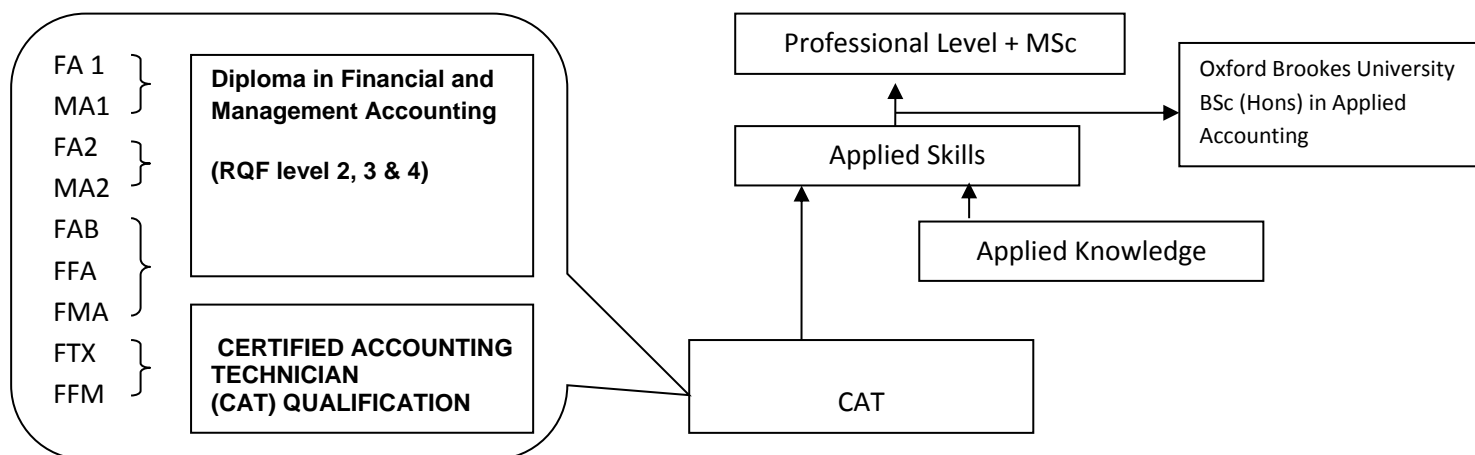 FA 1
MA1
FA2
MA2
FAB
FFA
FMA
FTX
FFM
Diploma in Financial and
Management Accounting
(RQF level 2, 3 & 4)
CERTIFIED ACCOUNTING
TECHNICIAN
(CAT) QUALIFICATION
Professional Level + MSc
Oxford Brookes University
BSc (Hons) in Applied
Accounting
Applied Skills
Applied Knowledge
CAT